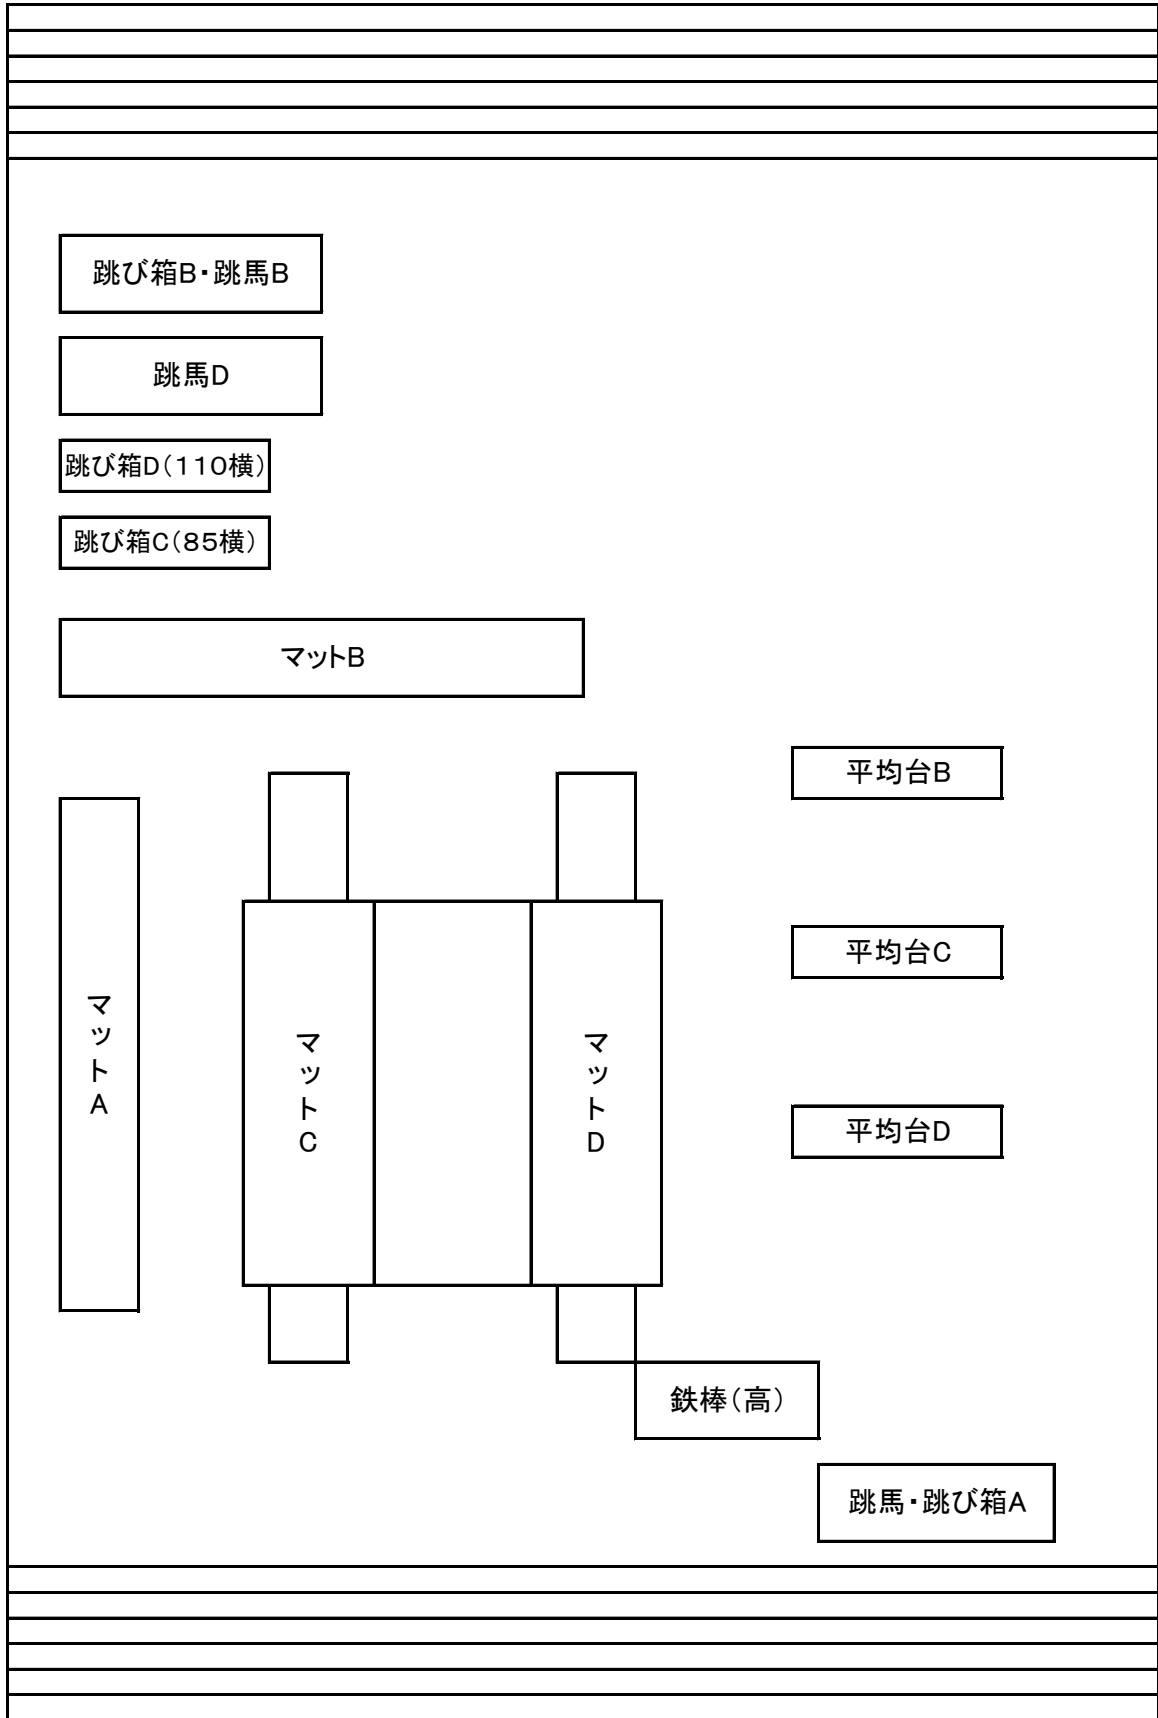 跳び箱B・跳馬B
跳馬D
跳び箱D(110横)
跳び箱C(85横)
マットB
平均台B
平均台C
マットA
マットC
マットD
平均台D
鉄棒(高)
跳馬・跳び箱A